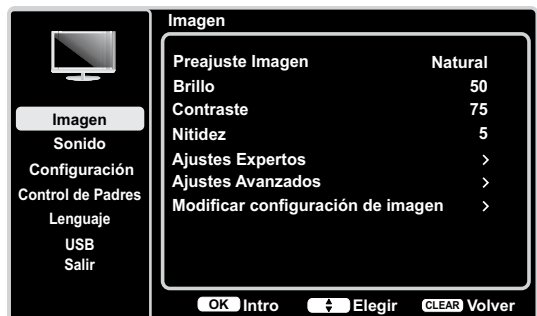 Imagen
Sonido
Configuración
Control de Padres
Lenguaje
USB
Salir
Imagen
Preajuste Imagen Natural
Brillo 50
Contraste 75
Nitidez 5
Ajustes Expertos >
Ajustes Avanzados >
Modificar configuración de imagen >
OK Intro Elegir CLEAR Volver